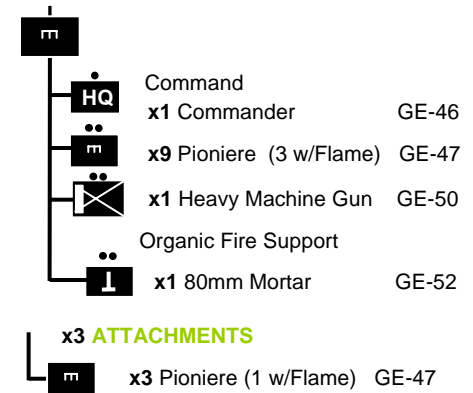 HQ
Command
x1 Commander GE-46
x9 Pioniere (3 w/Flame) GE-47
x1 Heavy Machine Gun GE-50
Organic Fire Support
x1 80mm Mortar GE-52
x3 ATTACHMENTS
x3 Pioniere (1 w/Flame) GE-47